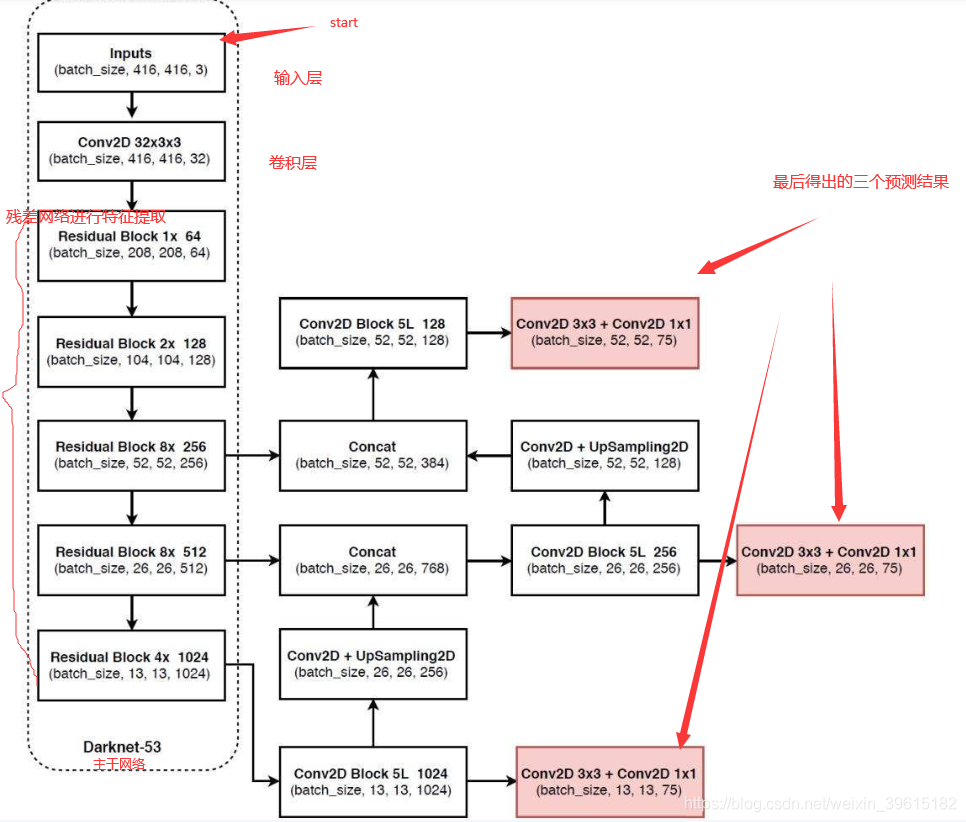 start
Inputs
(batch_size, 416, 416, 3)
输入层
Conv2D 32x3x3
(batch_size, 416, 416, 32)
卷积层
最后得出的三个预测结果
残差网络进行特征提取
Residual Block 1x 64
(batch_size, 208, 208, 64)
Residual Block 2x 128
(batch_size, 104, 104, 128)
Conv2D Block 5L 128
(batch_size, 52, 52, 128)
Conv2D 3x3 + Conv2D 1x1
(batch_size, 52, 52, 75)
Residual Block 8x 256
(batch_size, 52, 52, 256)
Concat
(batch_size, 52, 52, 384)
Conv2D + UpSampling2D
(batch_size, 52, 52, 128)
Residual Block 8x 512
(batch_size, 26, 26, 512)
Concat
(batch_size, 26, 26, 768)
Conv2D Block 5L 256
(batch_size, 26, 26, 256)
Conv2D 3x3 + Conv2D 1x1
(batch_size, 26, 26, 75)
Residual Block 4x 1024
(batch_size, 13, 13, 1024)
Conv2D + UpSampling2D
(batch_size, 26, 26, 256)
Darknet-53
主干网络
Conv2D Block 5L 1024
(batch_size, 13, 13, 1024)
Conv2D 3x3 + Conv2D 1x1
(batch_size, 13, 13, 75)
https://blog.csdn.net/weixin_39615182